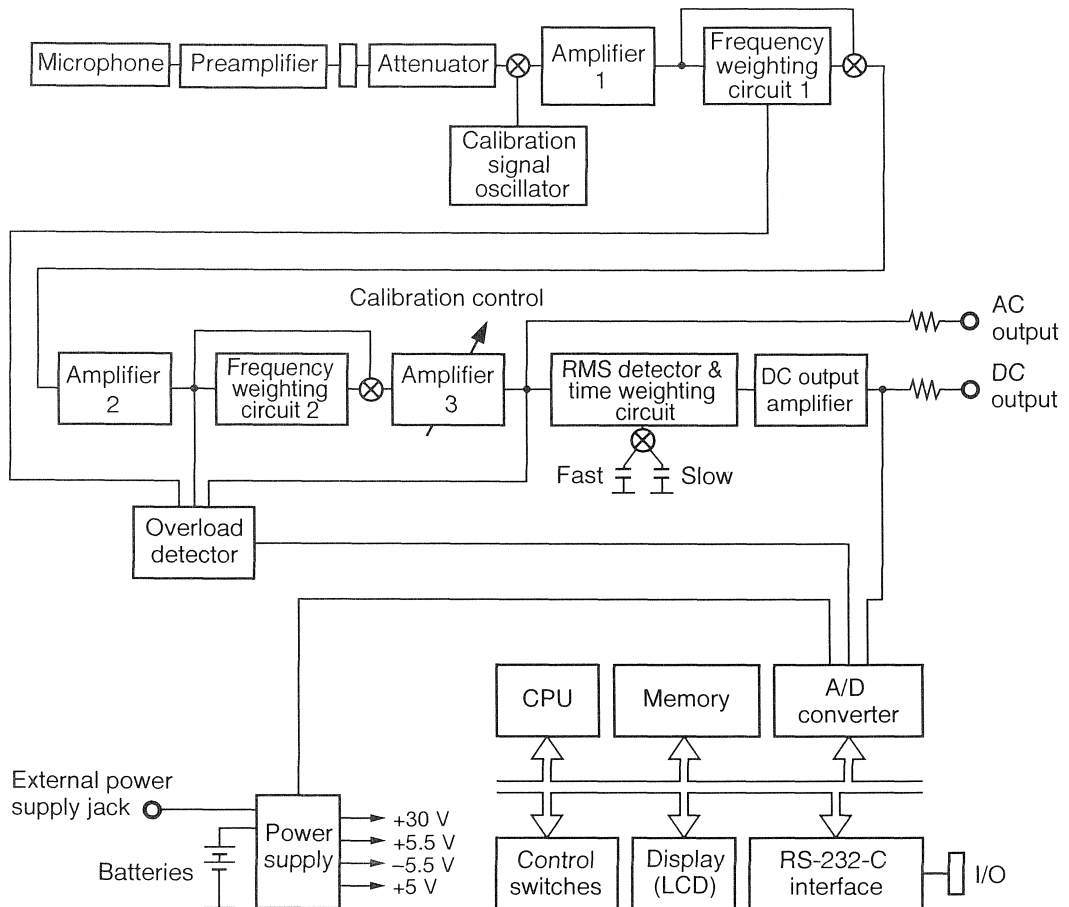 Microphone
Preamplifier
Attenuator
Amplifier
1
Frequency
weighting
circuit 1
Calibration
signal
oscillator
Calibration control
AC
output
Amplifier
2
Frequency
weighting
circuit 2
Amplifier
3
RMS detector &
time weighting
circuit
DC output
amplifier
DC
output
Fast
Slow
Overload
detector
CPU
Memory
A/D
converter
External power
supply jack
Batteries
Power
supply
+30 V
+5.5 V
−5.5 V
+5 V
Control
switches
Display
(LCD)
RS-232-C
interface
I/O